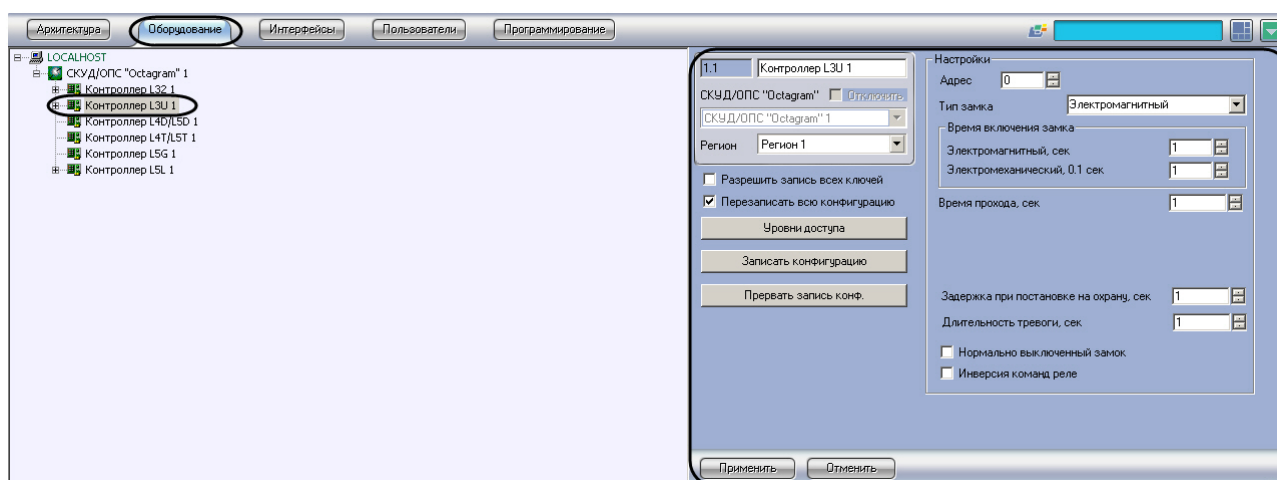 Архитектура Оборудование Интерфейсы Пользователи Программирование
LOCALHOST
СКУД/ОПС "Octagram" 1
Контроллер L32 1
Контроллер L3U 1
Контроллер L4D/L5D 1
Контроллер L4T/L5T 1
Контроллер L5G 1
Контроллер L5L 1
1.1 Контроллер L3U 1
СКУД/ОПС "Octagram" Отключить
СКУД/ОПС "Octagram" 1
Регион Регион 1
Разрешить запись всех ключей
Перезаписать всю конфигурацию
Уровни доступа
Записать конфигурацию
Прервать запись конф.
Настройки
Адрес 0
Тип замка Электромагнитный
Время включения замка
Электромагнитный, сек 1
Электромеханический, 0.1 сек 1
Время прохода, сек 1
Задержка при постановке на охрану, сек 1
Длительность тревоги, сек 1
Нормально выключенный замок
Инверсия команд реле
Применить Отменить